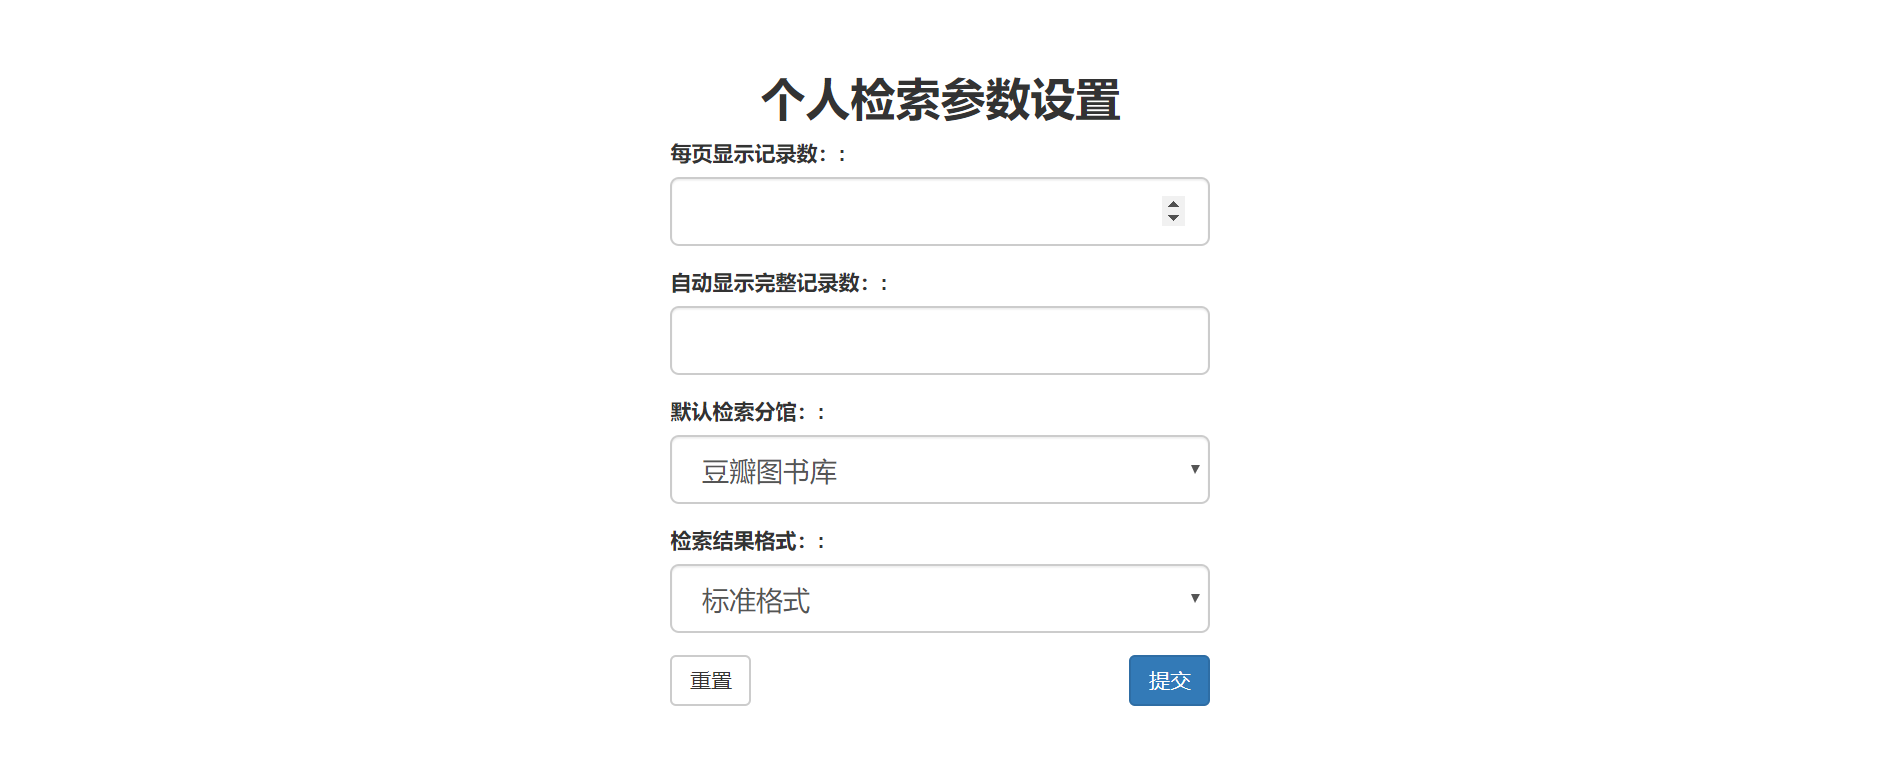 个人检索参数设置
每页显示记录数：:
自动显示完整记录数：:
默认检索分馆：:
豆瓣图书库
检索结果格式：:
标准格式
重置 提交